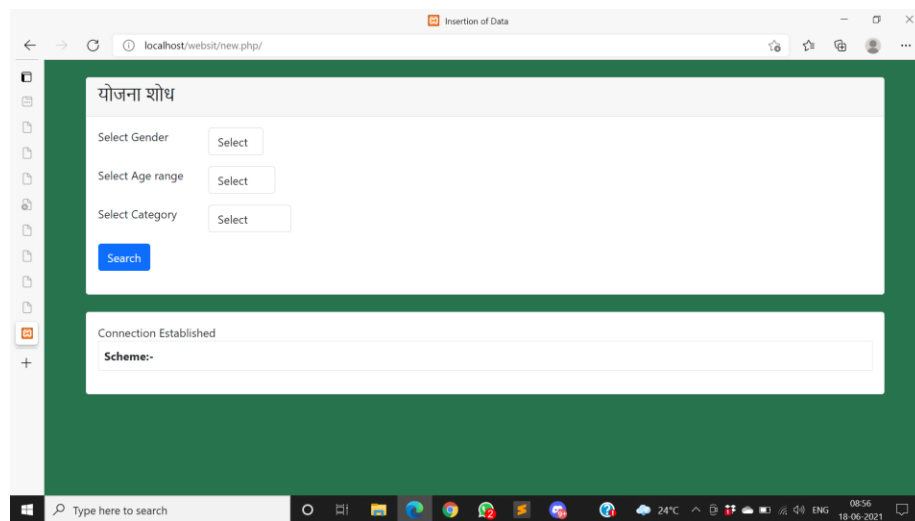 Insertion of Data
localhost/websit/new.php/
योजना शोध
Select Gender
Select
Select Age range
Select
Select Category
Select
Search
Connection Established
Scheme:-
Type here to search
24°C
ENG
08:56
18-06-2021